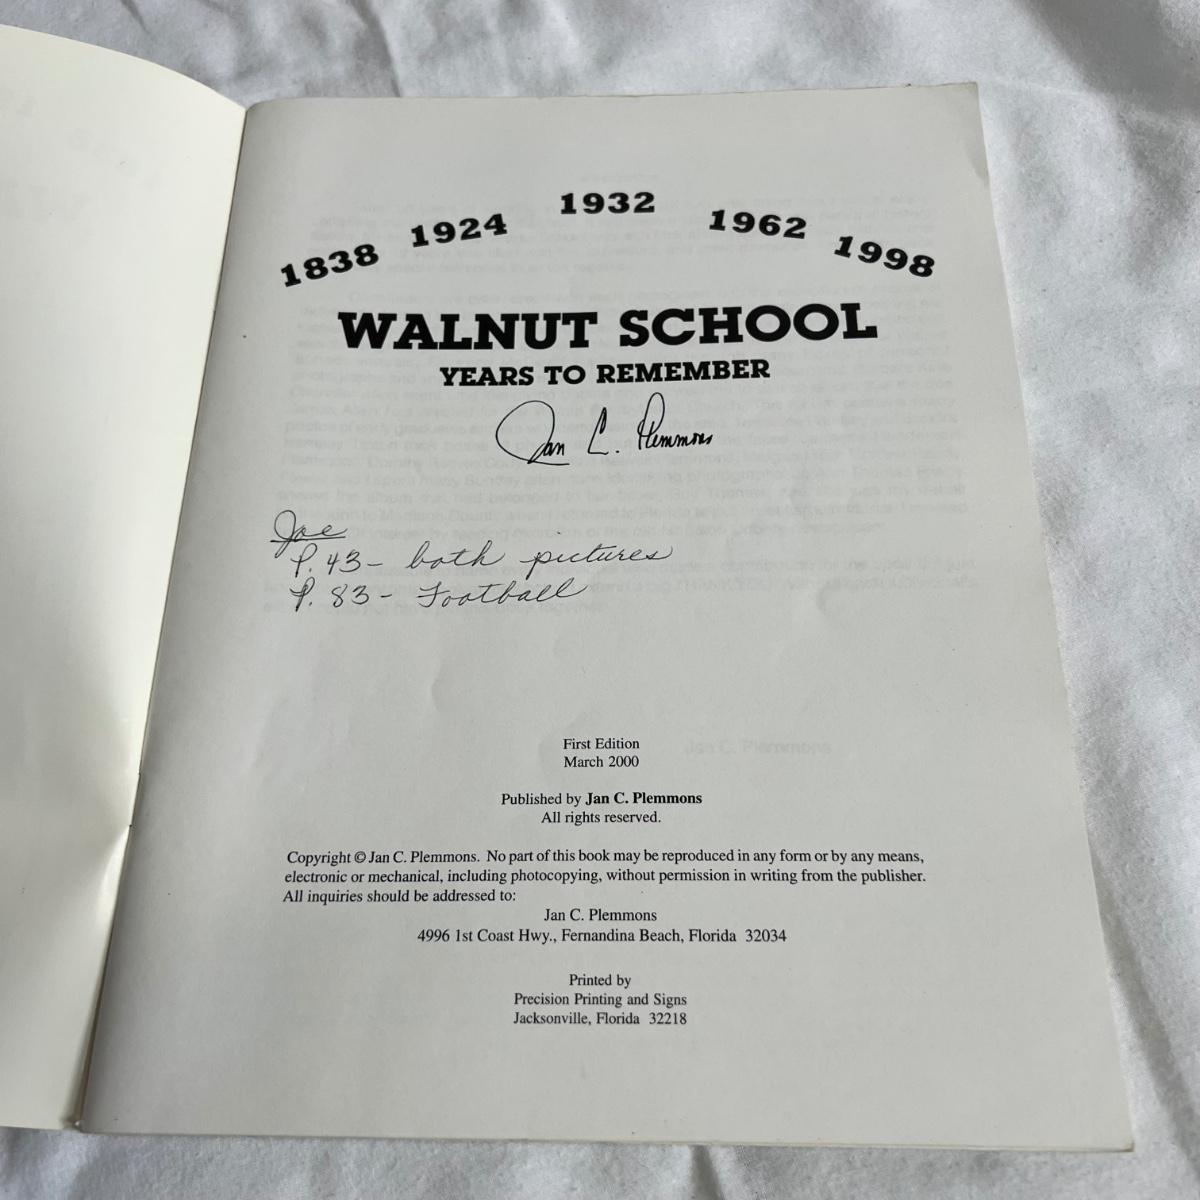 1838 1924 1932 1962 1998
WALNUT SCHOOL
YEARS TO REMEMBER
Jan C. Plemmons
Joe
P. 43 - both pictures
P. 83 - Football
First Edition
March 2000
Jan C. Plemmons
Published by Jan C. Plemmons
All rights reserved.
Copyright © Jan C. Plemmons. No part of this book may be reproduced in any form or by any means,
electronic or mechanical, including photocopying, without permission in writing from the publisher.
All inquiries should be addressed to:
Jan C. Plemmons
4996 1st Coast Hwy., Fernandina Beach, Florida 32034
Printed by
Precision Printing and Signs
Jacksonville, Florida 32218